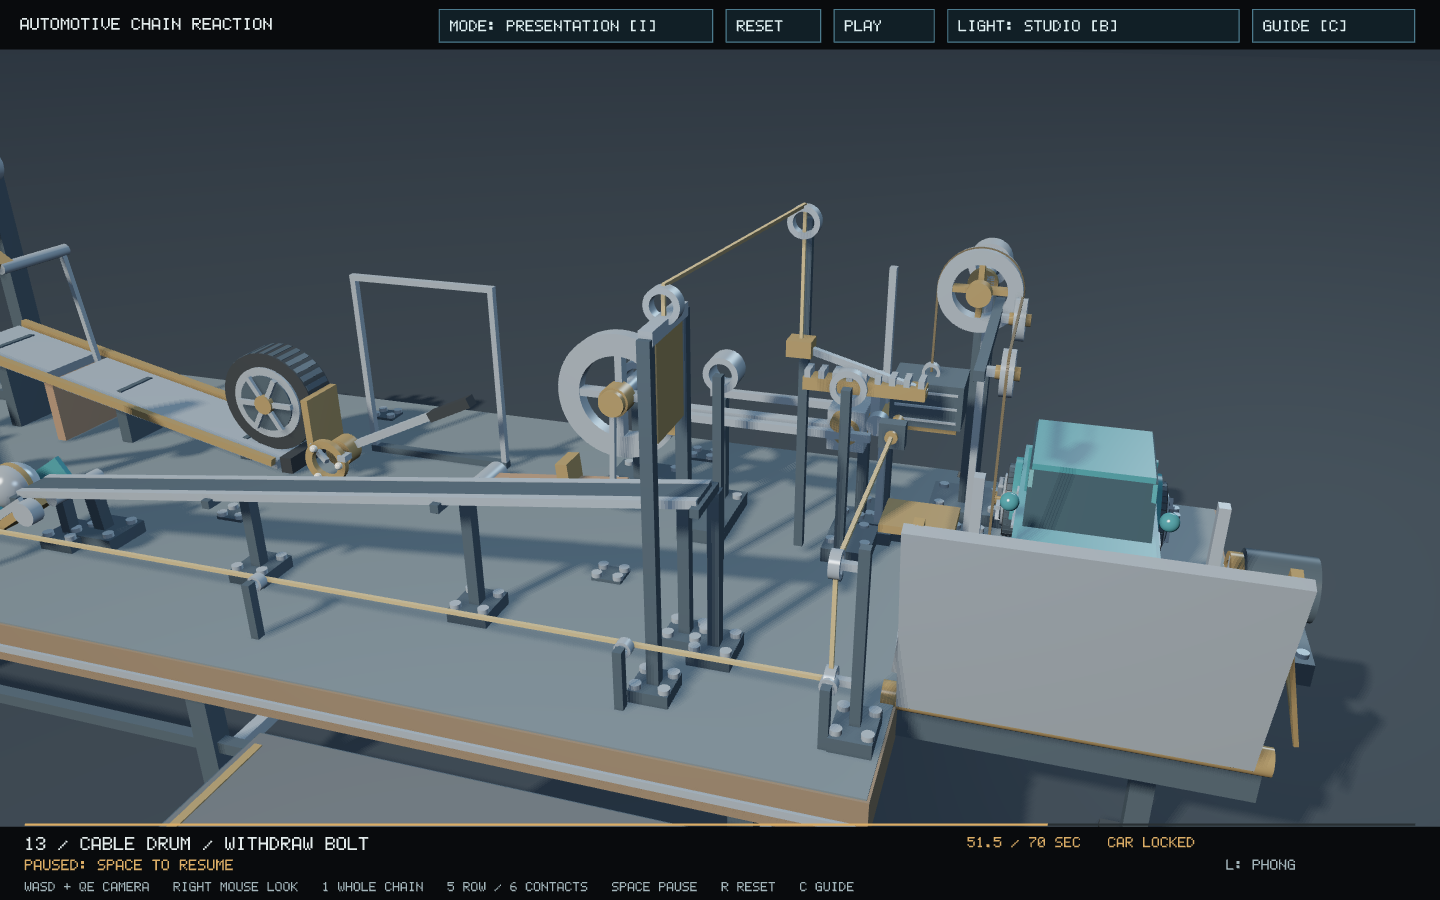 AUTOMOTIVE CHAIN REACTION
MODE: PRESENTATION [I]
RESET
PLAY
LIGHT: STUDIO [B]
GUIDE [C]
13 / CABLE DRUM / WITHDRAW BOLT
51.5 / 70 SEC
CAR LOCKED
PAUSED: SPACE TO RESUME
L: PHONG
WASD + QE CAMERA
RIGHT MOUSE LOOK
1 WHOLE CHAIN
5 ROW / 6 CONTACTS
SPACE PAUSE
R RESET
C GUIDE